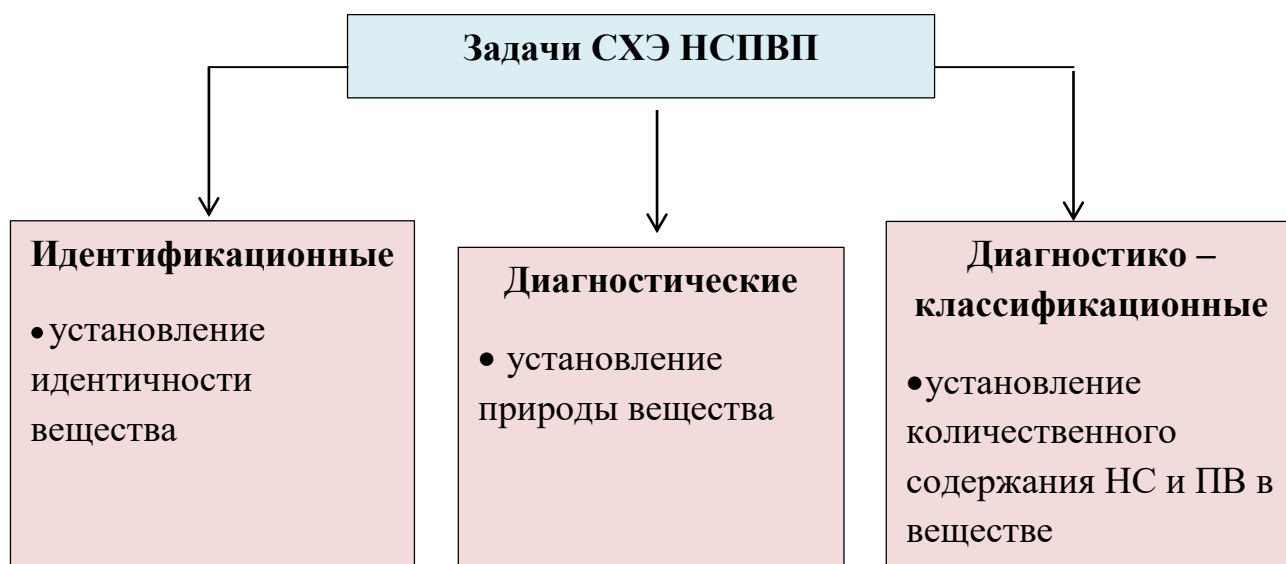 Задачи СХЭ НСПВП
Идентификационные
•установление
идентичности
вещества
Диагностические
• установление
природы вещества
Диагностико –
классификационные
•установление
количественного
содержания НС и ПВ в
веществе